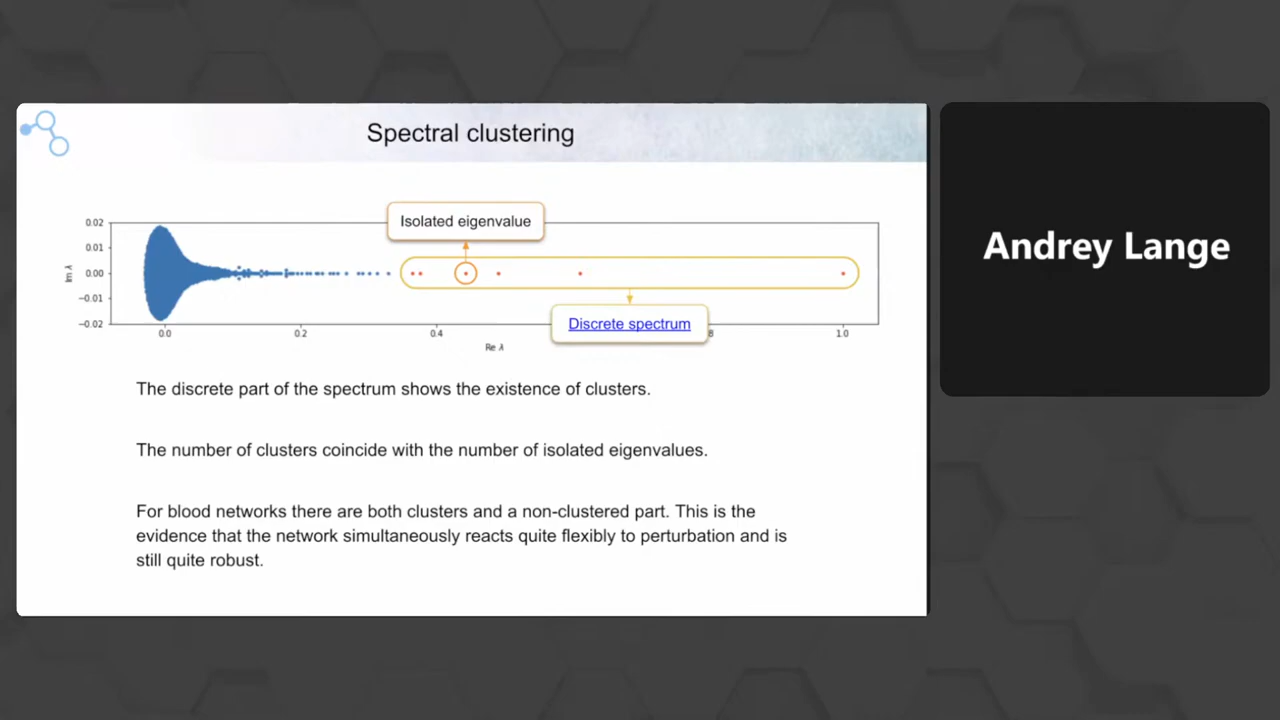 Spectral clustering
Isolated eigenvalue
0.02
0.01
0.00
−0.01
−0.02
Im λ
Discrete spectrum
0.0
0.2
0.4
8
1.0
Re λ
The discrete part of the spectrum shows the existence of clusters.
The number of clusters coincide with the number of isolated eigenvalues.
For blood networks there are both clusters and a non-clustered part. This is the
evidence that the network simultaneously reacts quite flexibly to perturbation and is
still quite robust.
Andrey Lange